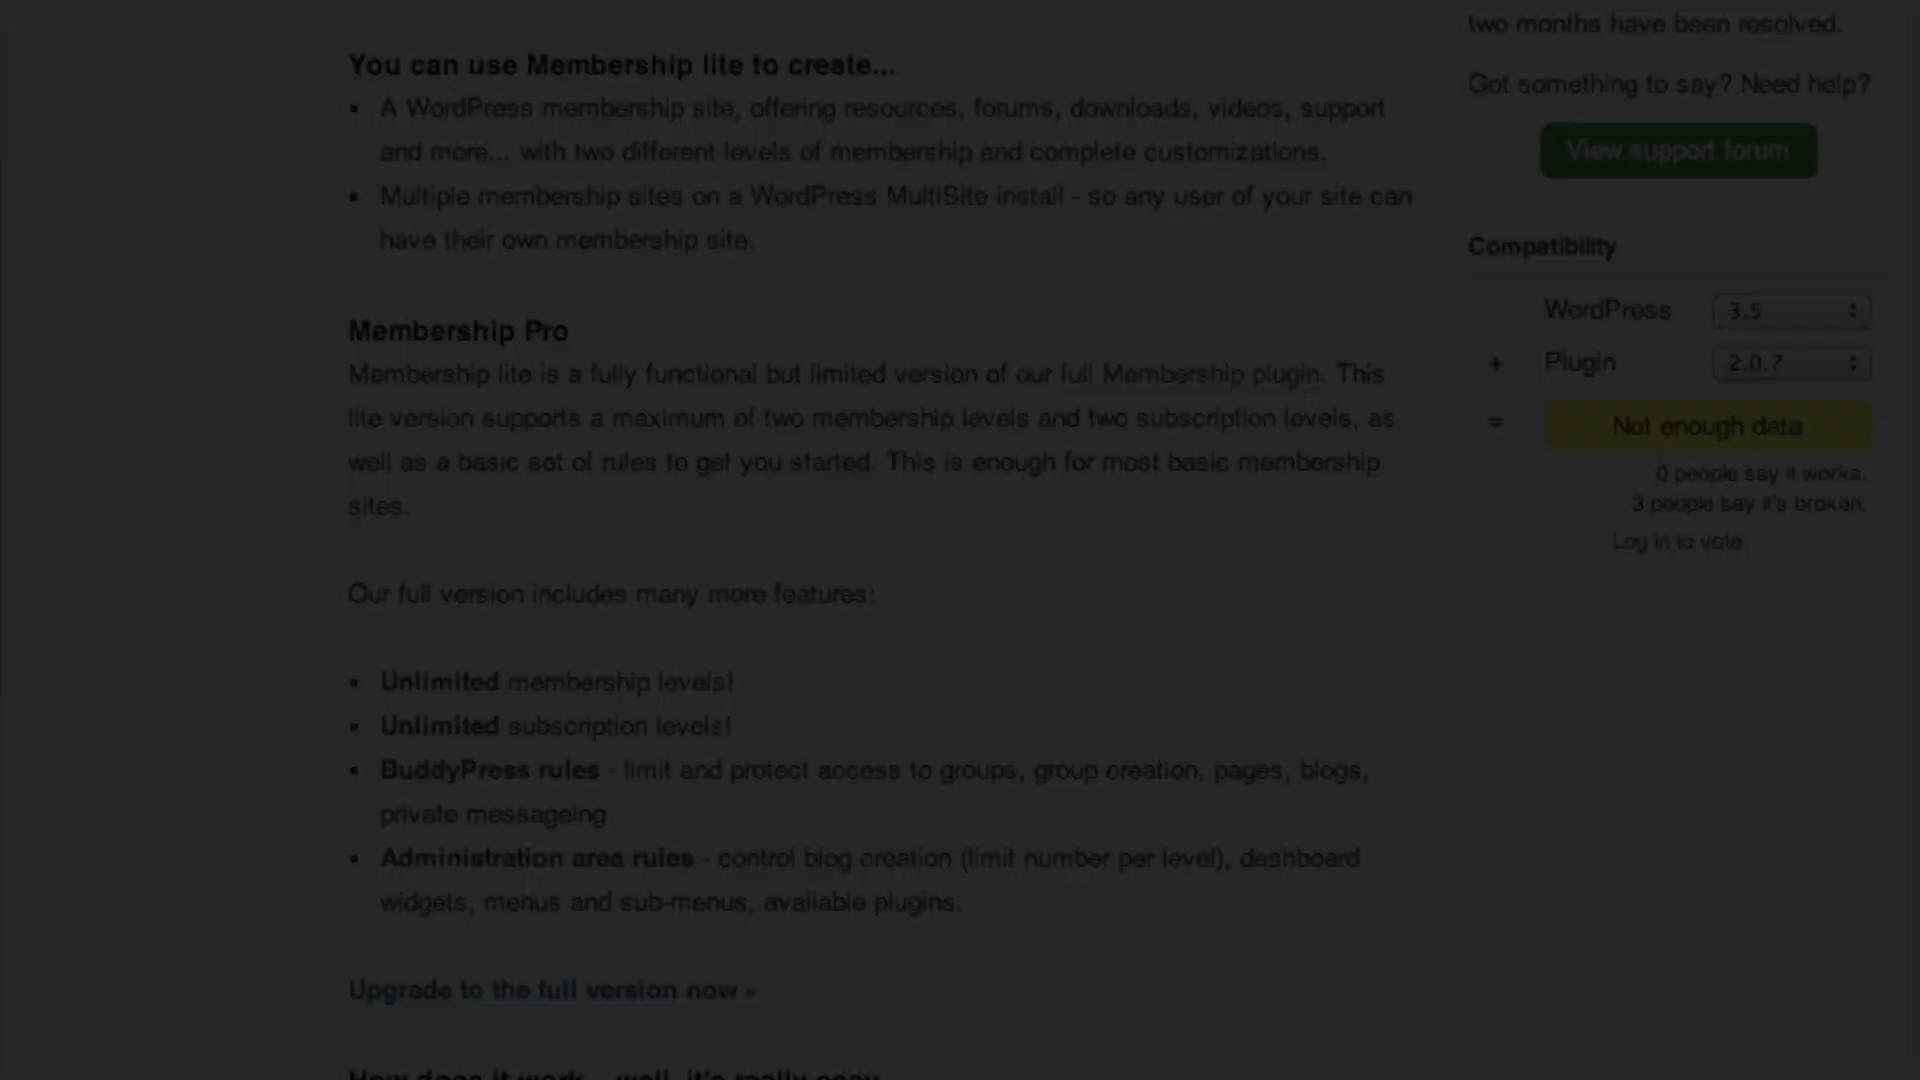 You can use Membership lite to create...
▪ A WordPress membership site, offering resources, forums, downloads, videos, support
and more... with two different levels of membership and complete customizations.
▪ Multiple membership sites on a WordPress MultiSite install - so any user of your site can
have their own membership site.
Membership Pro
Membership lite is a fully functional but limited version of our full Membership plugin. This
lite version supports a maximum of two membership levels and two subscription levels, as
well as a basic set of rules to get you started. This is enough for most basic membership
sites.
Our full version includes many more features:
▪ Unlimited membership levels!
▪ Unlimited subscription levels!
▪ BuddyPress rules - limit and protect access to groups, group creation, pages, blogs,
private messageing
▪ Administration area rules - control blog creation (limit number per level), dashboard
widgets, menus and sub-menus, available plugins.
Upgrade to the full version now »
How does it work... well, it's really easy
two months have been resolved.
Got something to say? Need help?
View support forum
Compatibility
WordPress 3.5
+ Plugin 2.0.7
= Not enough data
0 people say it works.
3 people say it's broken.
Log in to vote.